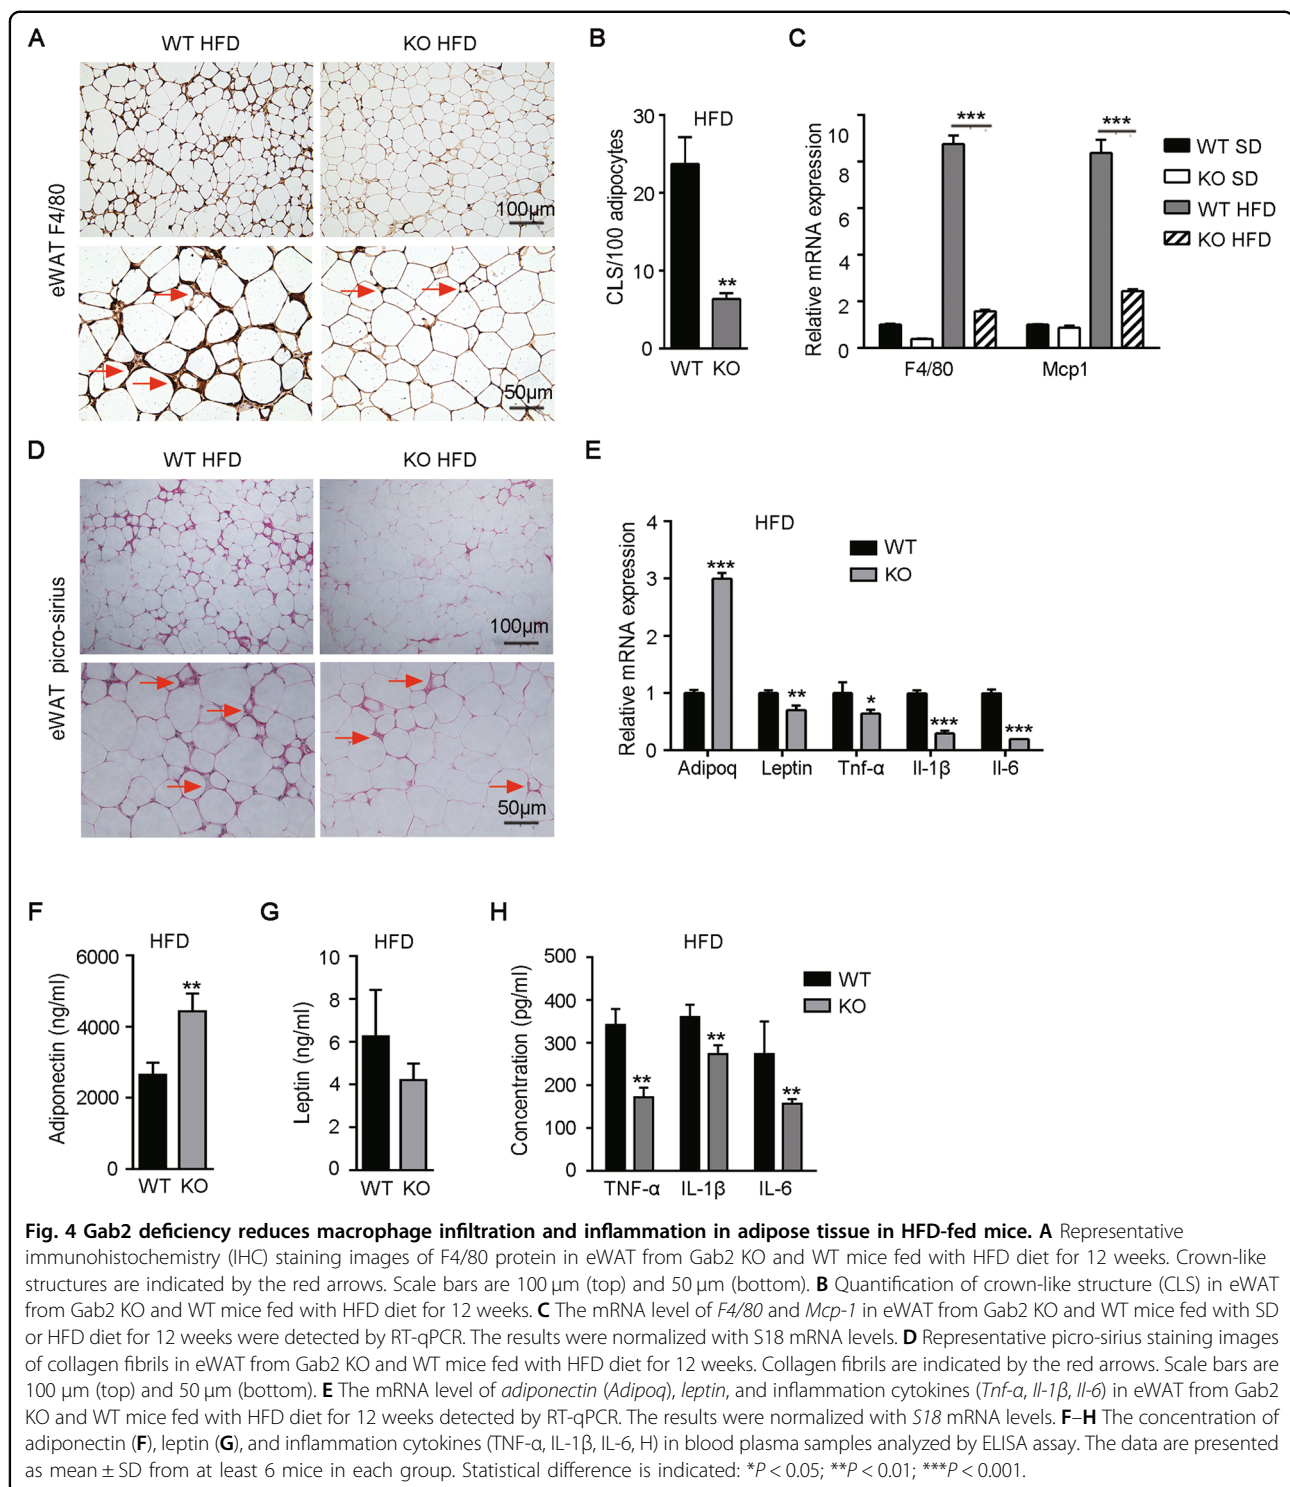 A
WT HFD
KO HFD
eWAT F4/80
100µm
50µm
B
HFD
CLS/100 adipocytes
30
20
10
0
**
WT KO
C
Relative mRNA expression
10
8
6
4
2
0
***
***
F4/80
Mcp1
WT SD
KO SD
WT HFD
KO HFD
D
WT HFD
KO HFD
eWAT picro-sirius
100µm
50µm
E
HFD
Relative mRNA expression
4
3
2
1
0
WT
KO
***
**
*
***
***
Adipoq
Leptin
Tnf-α
Il-1β
Il-6
F
HFD
Adiponectin (ng/ml)
6000
4000
2000
0
**
WT KO
G
HFD
Leptin (ng/ml)
10
8
6
4
2
0
WT KO
H
HFD
Concentration (pg/ml)
500
400
300
200
100
0
WT
KO
**
**
**
TNF-α
IL-1β
IL-6
Fig. 4 Gab2 deficiency reduces macrophage infiltration and inflammation in adipose tissue in HFD-fed mice. A Representative
immunohistochemistry (IHC) staining images of F4/80 protein in eWAT from Gab2 KO and WT mice fed with HFD diet for 12 weeks. Crown-like
structures are indicated by the red arrows. Scale bars are 100 µm (top) and 50 µm (bottom). B Quantification of crown-like structure (CLS) in eWAT
from Gab2 KO and WT mice fed with HFD diet for 12 weeks. C The mRNA level of F4/80 and Mcp-1 in eWAT from Gab2 KO and WT mice fed with SD
or HFD diet for 12 weeks were detected by RT-qPCR. The results were normalized with S18 mRNA levels. D Representative picro-sirius staining images
of collagen fibrils in eWAT from Gab2 KO and WT mice fed with HFD diet for 12 weeks. Collagen fibrils are indicated by the red arrows. Scale bars are
100 µm (top) and 50 µm (bottom). E The mRNA level of adiponectin (Adipoq), leptin, and inflammation cytokines (Tnf-α, Il-1β, Il-6) in eWAT from Gab2
KO and WT mice fed with HFD diet for 12 weeks detected by RT-qPCR. The results were normalized with S18 mRNA levels. F–H The concentration of
adiponectin (F), leptin (G), and inflammation cytokines (TNF-α, IL-1β, IL-6, H) in blood plasma samples analyzed by ELISA assay. The data are presented
as mean ± SD from at least 6 mice in each group. Statistical difference is indicated: *P < 0.05; **P < 0.01; ***P < 0.001.